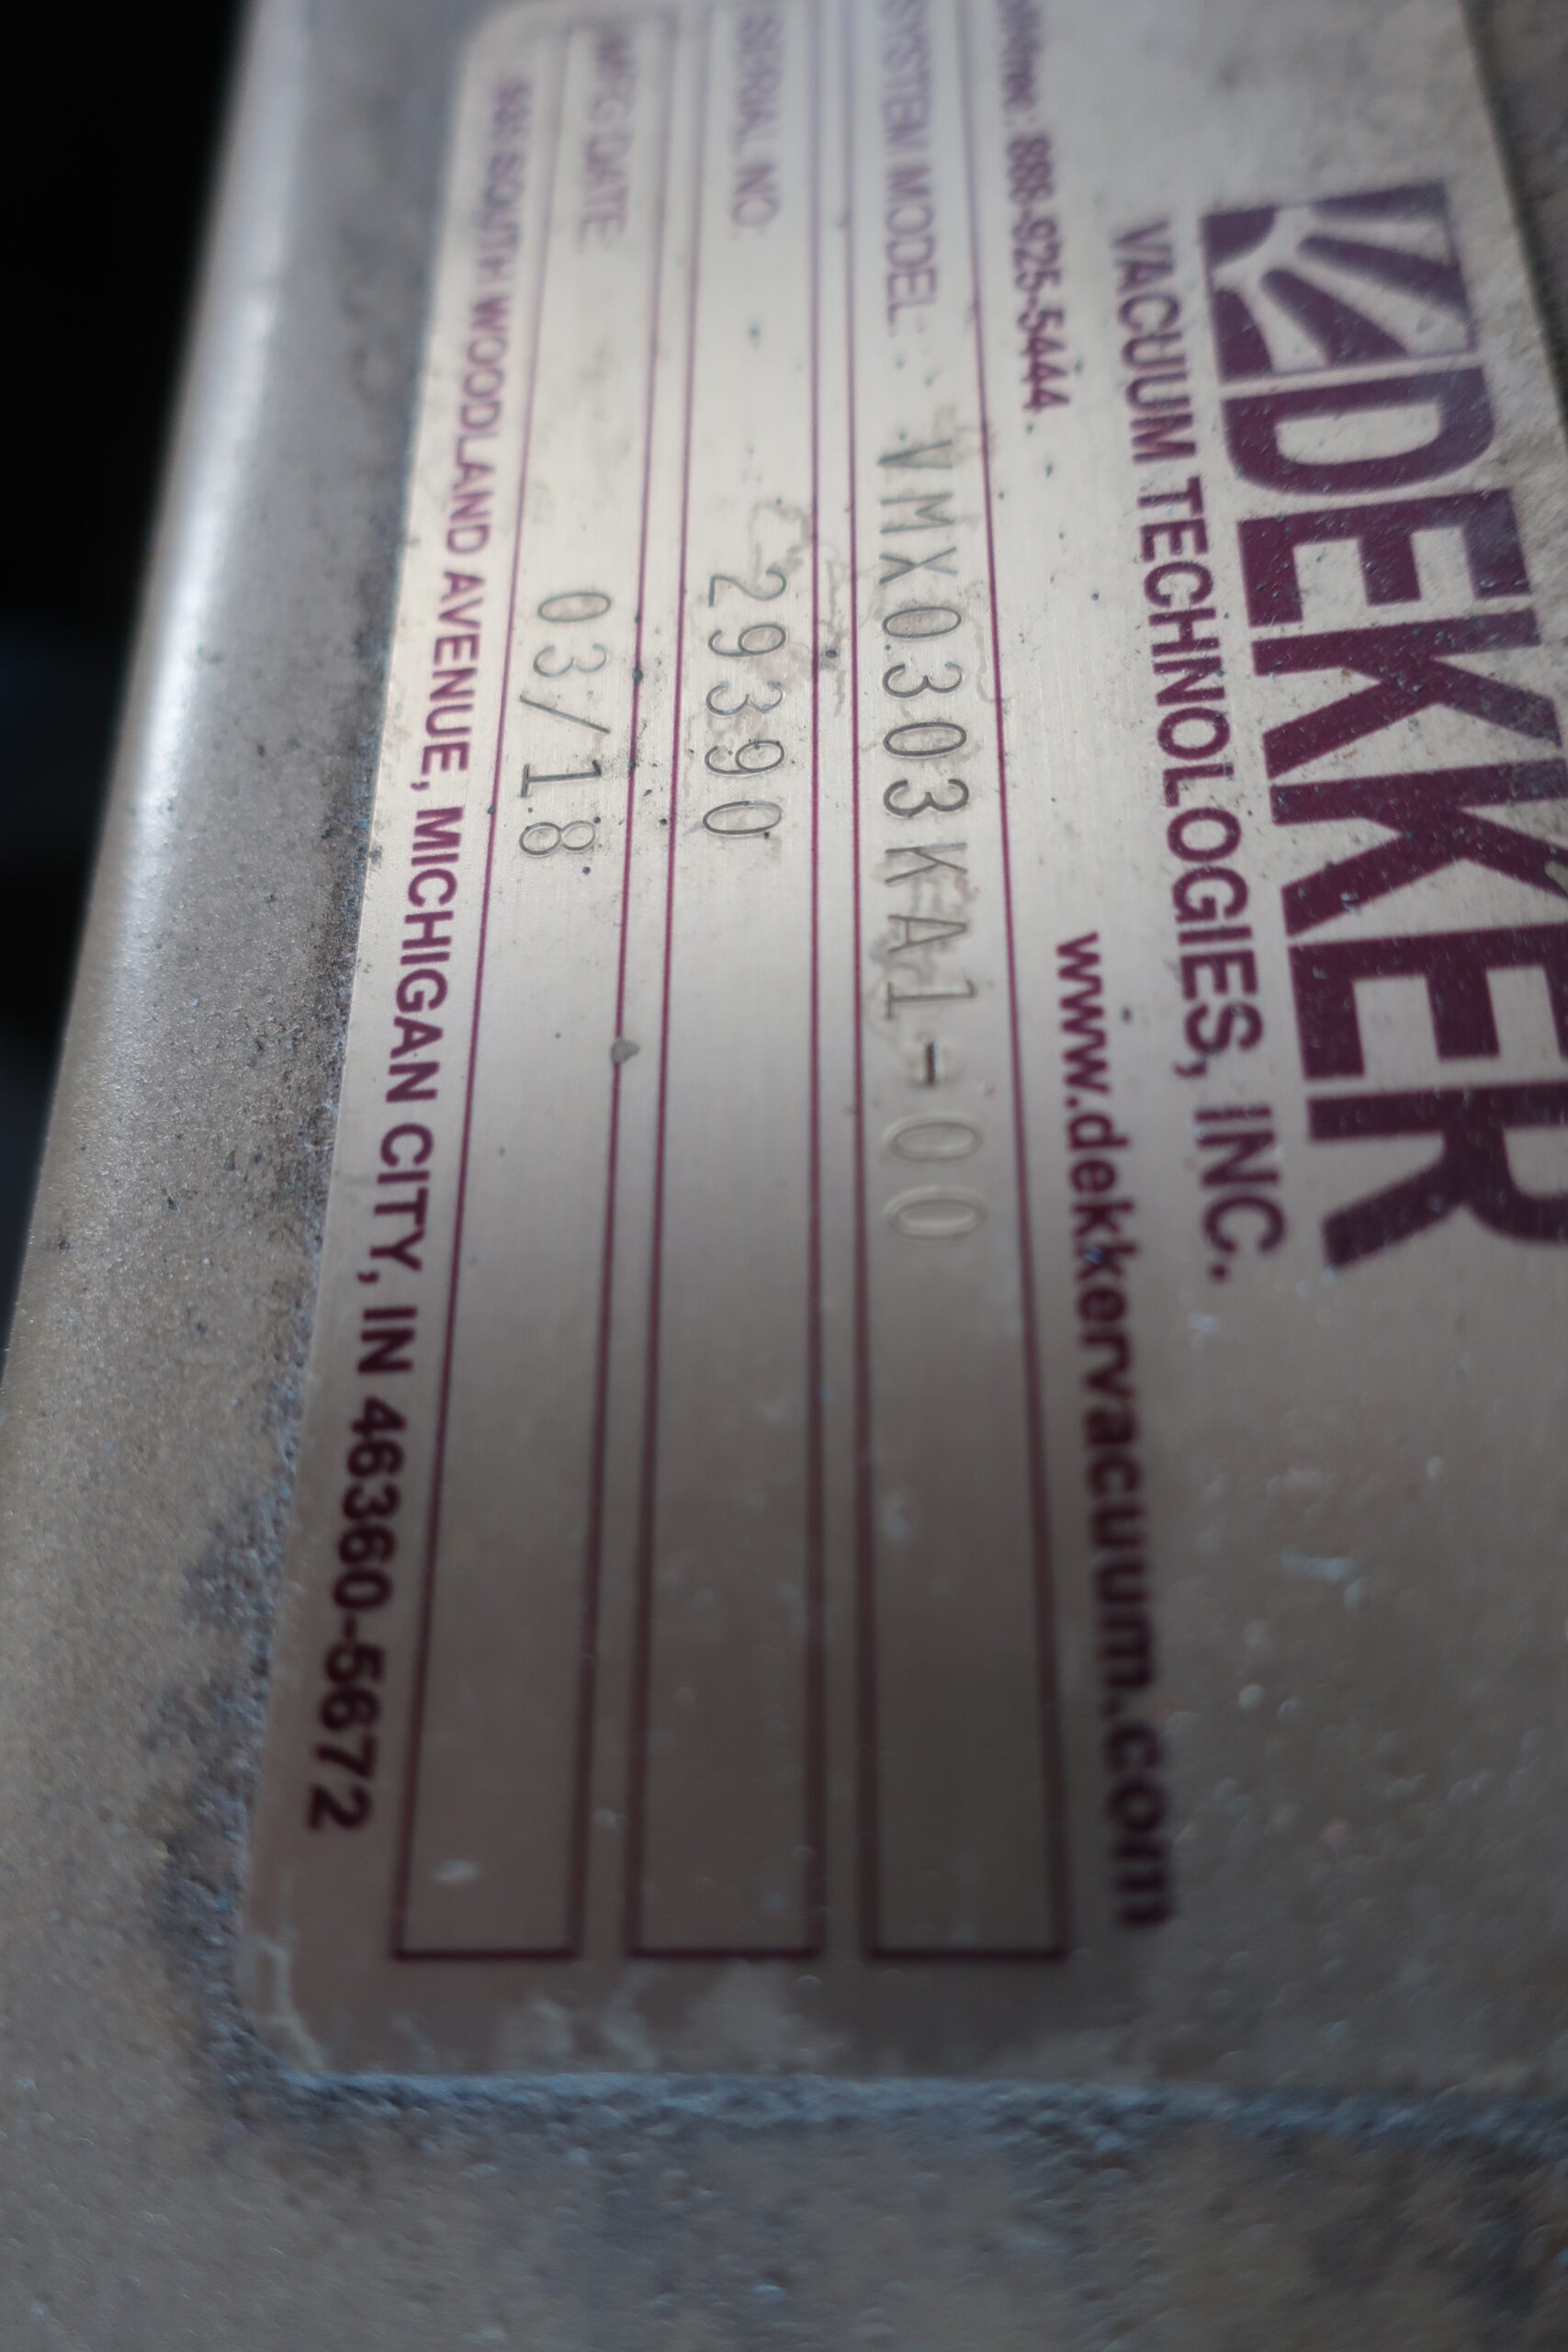 DEKKER
VACUUM TECHNOLOGIES, INC.
888-925-5444 www.dekkervacuum.com
SYSTEM MODEL: VMX0303KA1-00
SERIAL NO. 29390
MFG DATE 03/18
SOUTH WOODLAND AVENUE, MICHIGAN CITY, IN 46360-5672